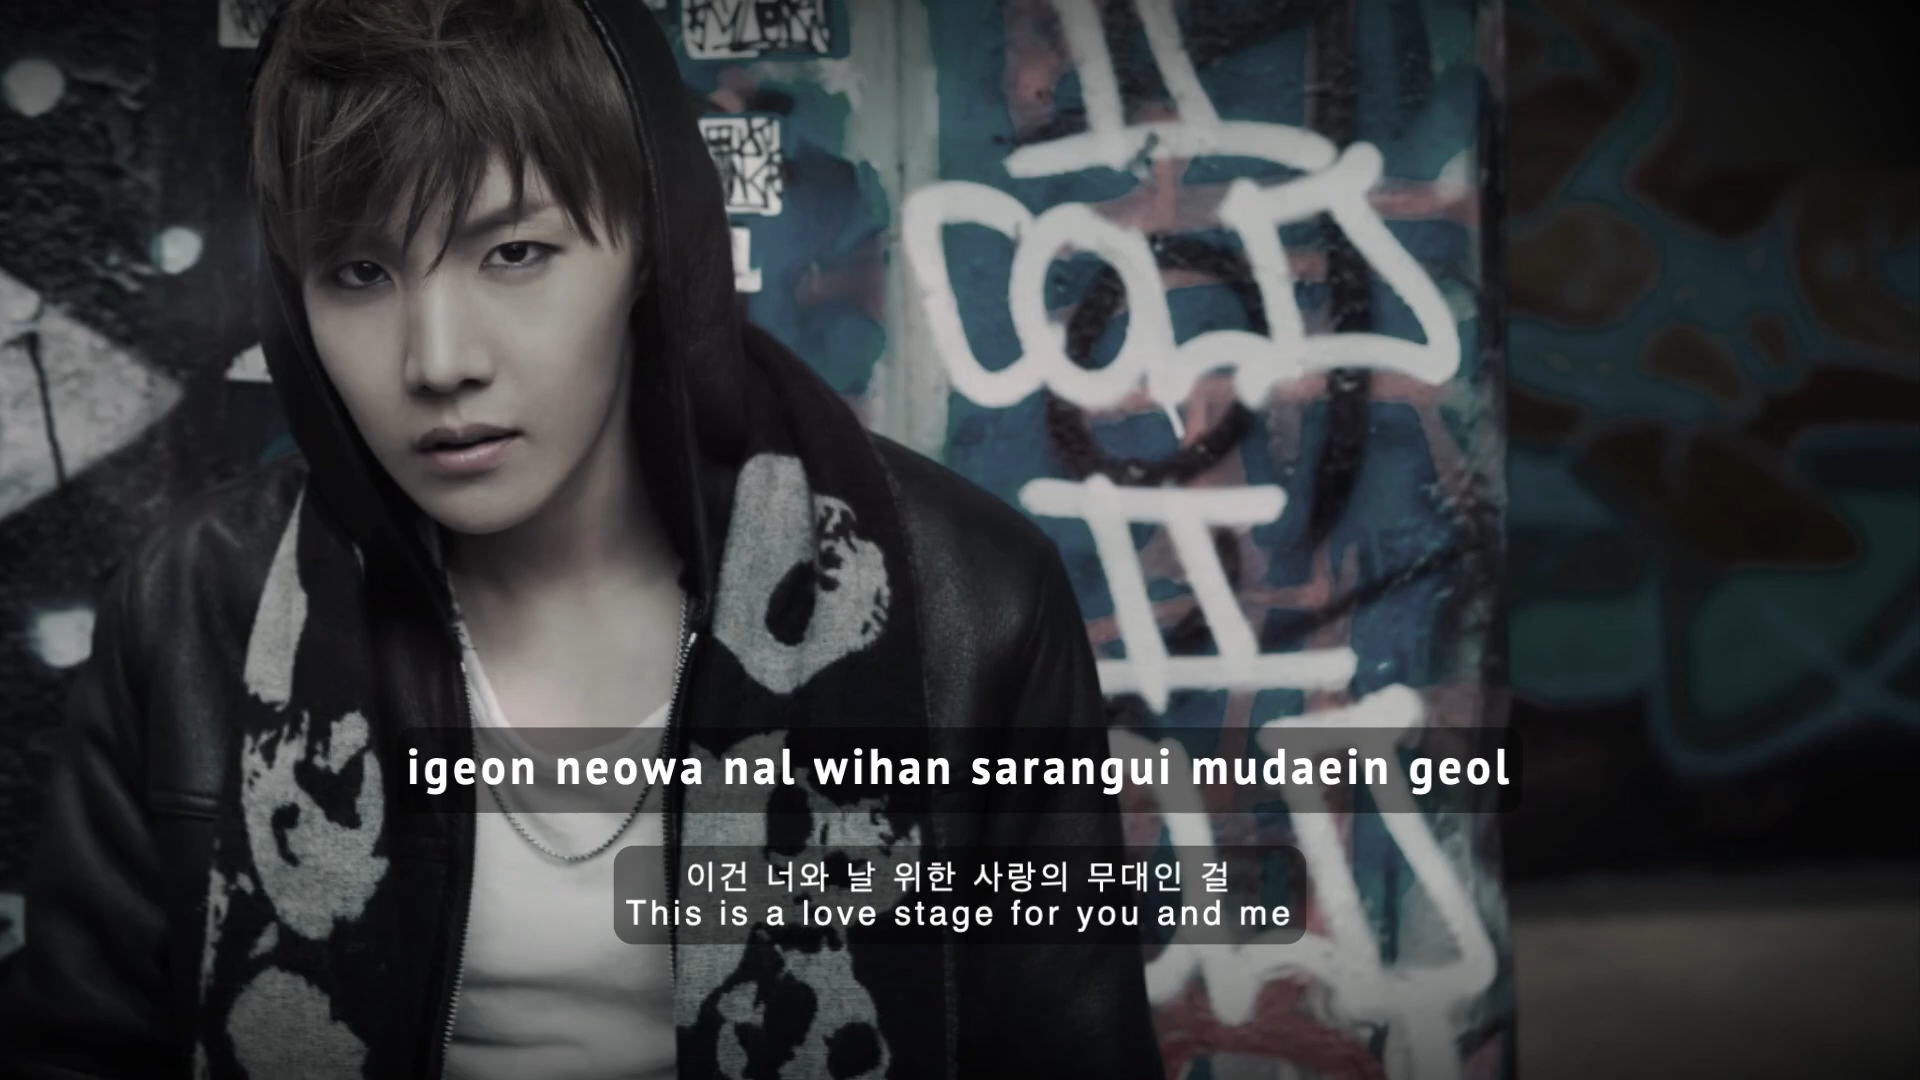 COLD
igeon neowa nal wihan sarangui mudaein geol
이건 너와 날 위한 사랑의 무대인 걸
This is a love stage for you and me